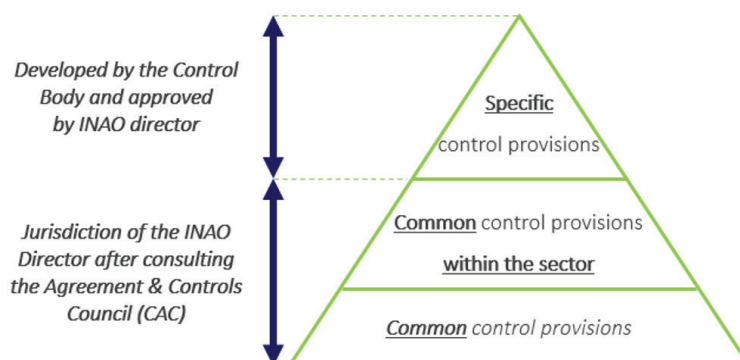 Developed by the Control
Body and approved
by INAO director
Specific
control provisions
Jurisdiction of the INAO
Director after consulting
the Agreement & Controls
Council (CAC)
Common control provisions
within the sector
Common control provisions